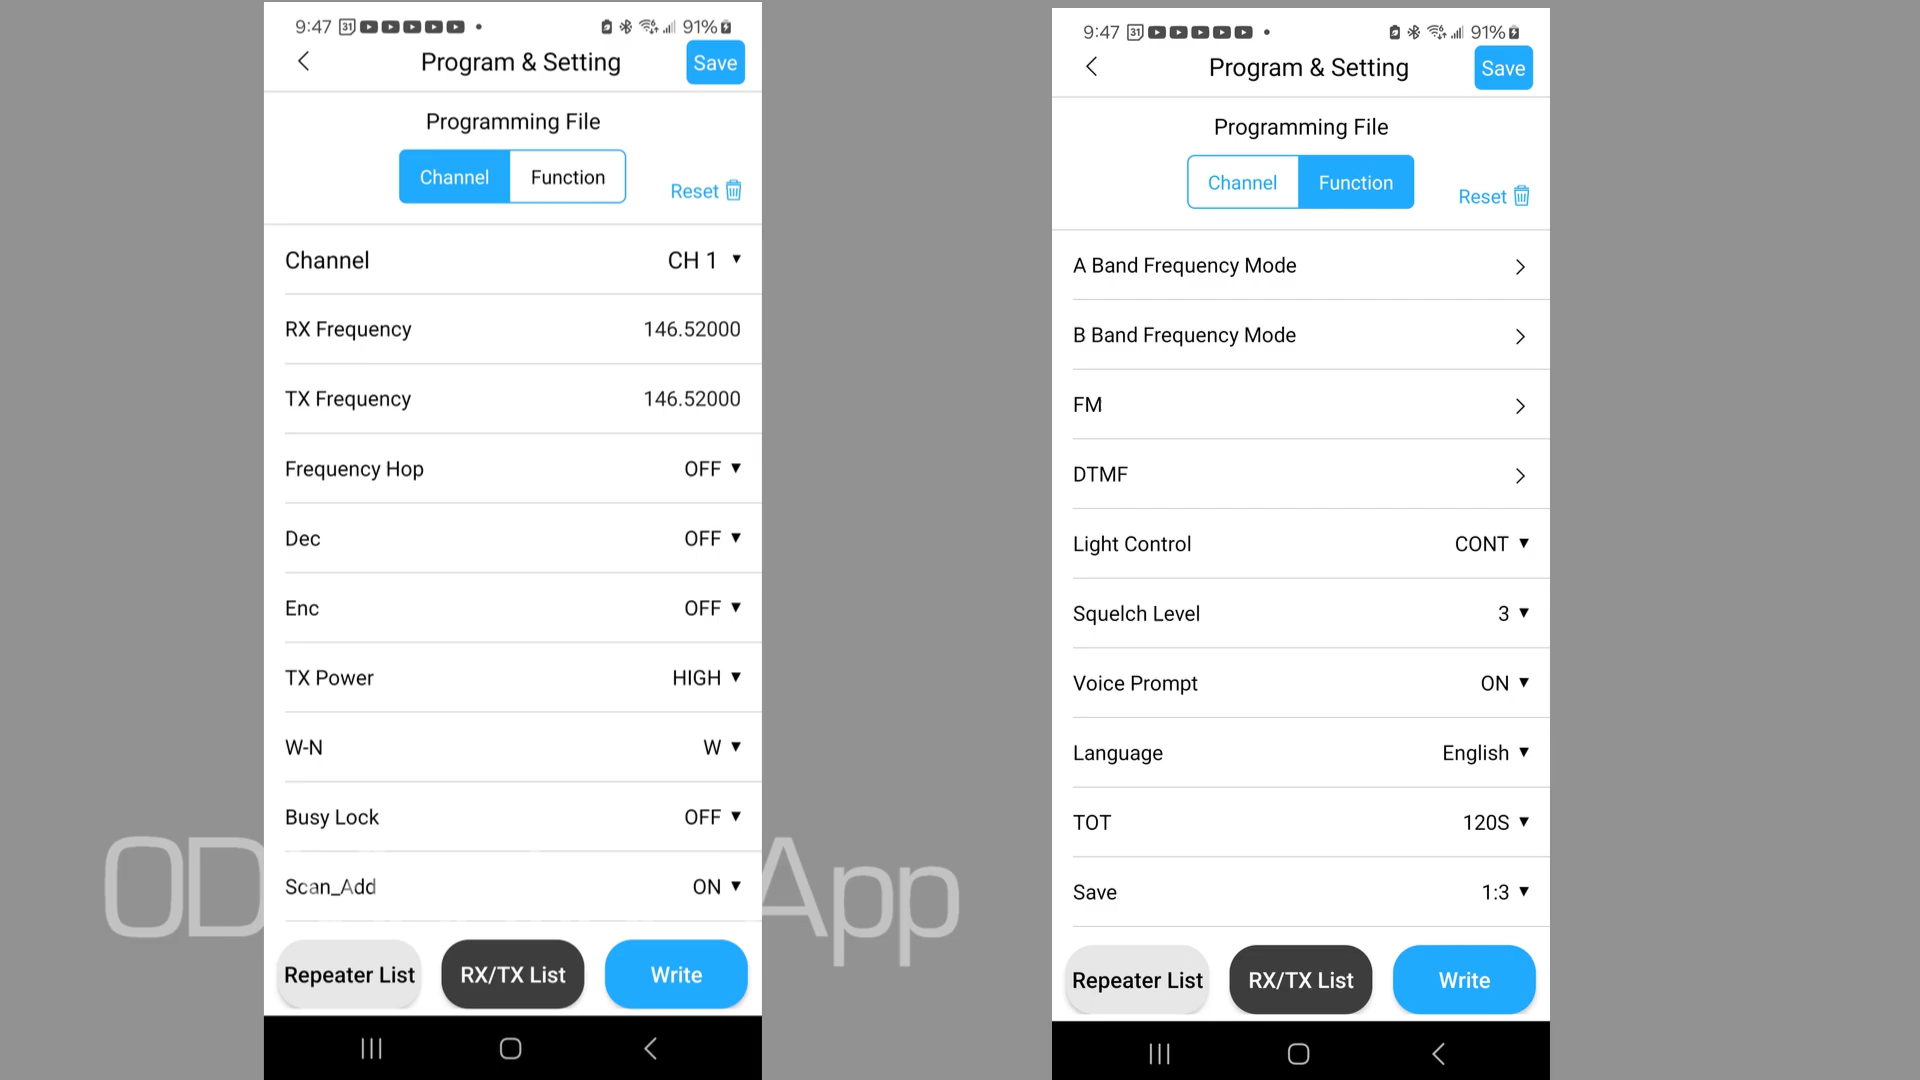 9:47 31 91%
Program & Setting
Save
Programming File
Channel Function
Reset
Channel CH 1
RX Frequency 146.52000
TX Frequency 146.52000
Frequency Hop OFF
Dec OFF
Enc OFF
TX Power HIGH
W-N W
Busy Lock OFF
Scan_Add ON
Repeater List RX/TX List Write
9:47 31 91%
Program & Setting
Save
Programming File
Channel Function
Reset
A Band Frequency Mode
B Band Frequency Mode
FM
DTMF
Light Control CONT
Squelch Level 3
Voice Prompt ON
Language English
TOT 120S
Save 1:3
Repeater List RX/TX List Write
App